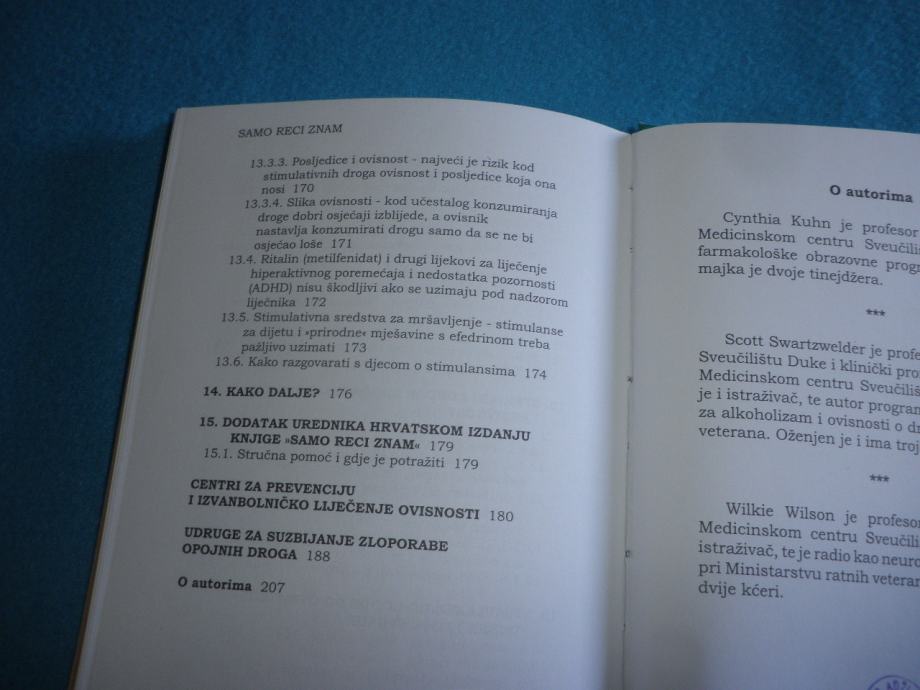 SAMO RECI ZNAM
13.3.3. Posljedice i ovisnost - najveći je rizik kod
stimulativnih droga ovisnost i posljedice koja ona
nosi 170
13.3.4. Slika ovisnosti - kod učestalog konzumiranja
droge dobri osjećaji izblijede, a ovisnik
nastavlja konzumirati drogu samo da se ne bi
osjećao loše 171
13.4. Ritalin (metilfenidat) i drugi lijekovi za liječenje
hiperaktivnog poremećaja i nedostatka pozornosti
(ADHD) nisu škodljivi ako se uzimaju pod nadzorom
liječnika 172
13.5. Stimulativna sredstva za mršavljenje - stimulanse
za dijetu i »prirodne« mješavine s efedrinom treba
pažljivo uzimati 173
13.6. Kako razgovarati s djecom o stimulansima 174
14. KAKO DALJE? 176
15. DODATAK UREDNIKA HRVATSKOM IZDANJU
KNJIGE »SAMO RECI ZNAM« 179
15.1. Stručna pomoć i gdje je potražiti 179
CENTRI ZA PREVENCIJU
I IZVANBOLNIČKO LIJEČENJE OVISNOSTI 180
UDRUGE ZA SUZBIJANJE ZLOPORABE
OPOJNIH DROGA 188
O autorima 207
O autorima
Cynthia Kuhn je profesor
Medicinskom centru Sveučili
farmakološke obrazovne progr
majka je dvoje tinejdžera.
***
Scott Swartzwelder je profe
Sveučilištu Duke i klinički pro
Medicinskom centru Sveučiliš
je i istraživač, te autor program
za alkoholizam i ovisnosti o dr
veterana. Oženjen je i ima troj
***
Wilkie Wilson je profeso
Medicinskom centru Sveučili
istraživač, te je radio kao neuro
pri Ministarstvu ratnih veteran
dvije kćeri.